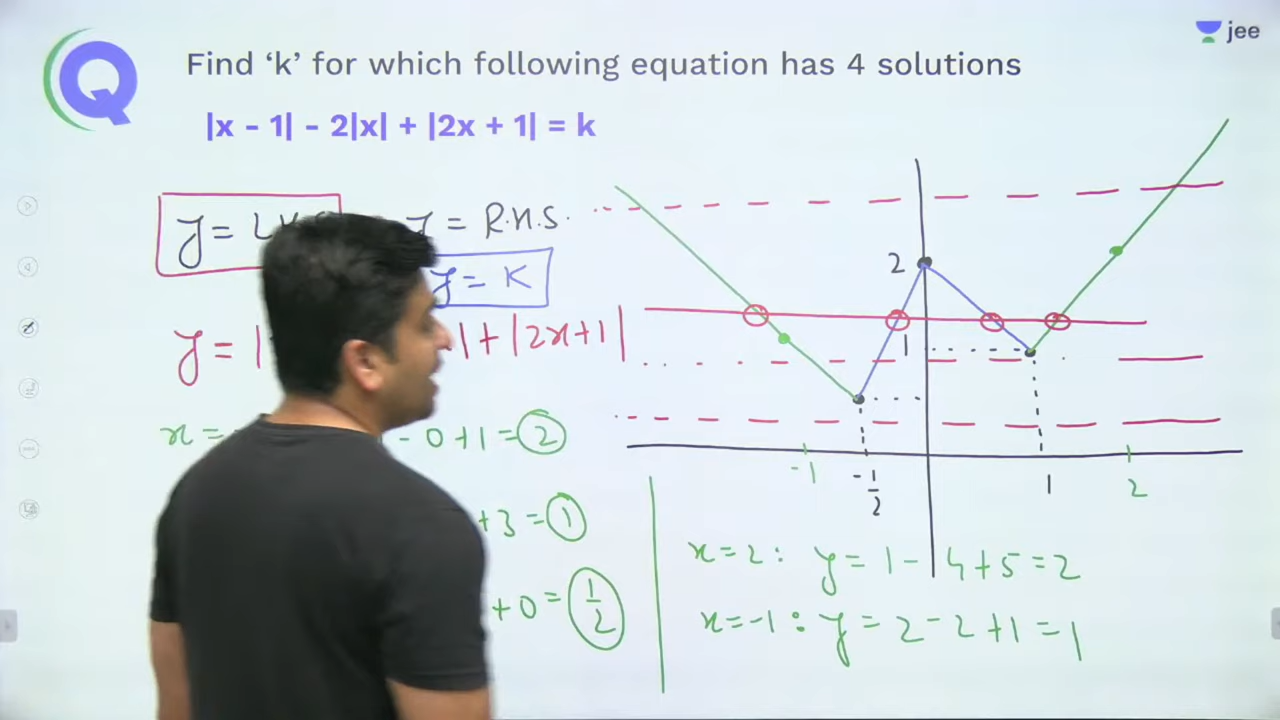 jee
Q
Find ‘k’ for which following equation has 4 solutions
|x - 1| - 2|x| + |2x + 1| = k
y = L
y = R.H.S.
y = K
y = | | + |2x+1|
x = - 0 + 1 = 2
+ 3 = 1
+ 0 = 1/2
2
1
-1
-1/2
1
2
x = 2 : y = 1 - 4 + 5 = 2
x = -1 : y = 2 - 2 + 1 = 1